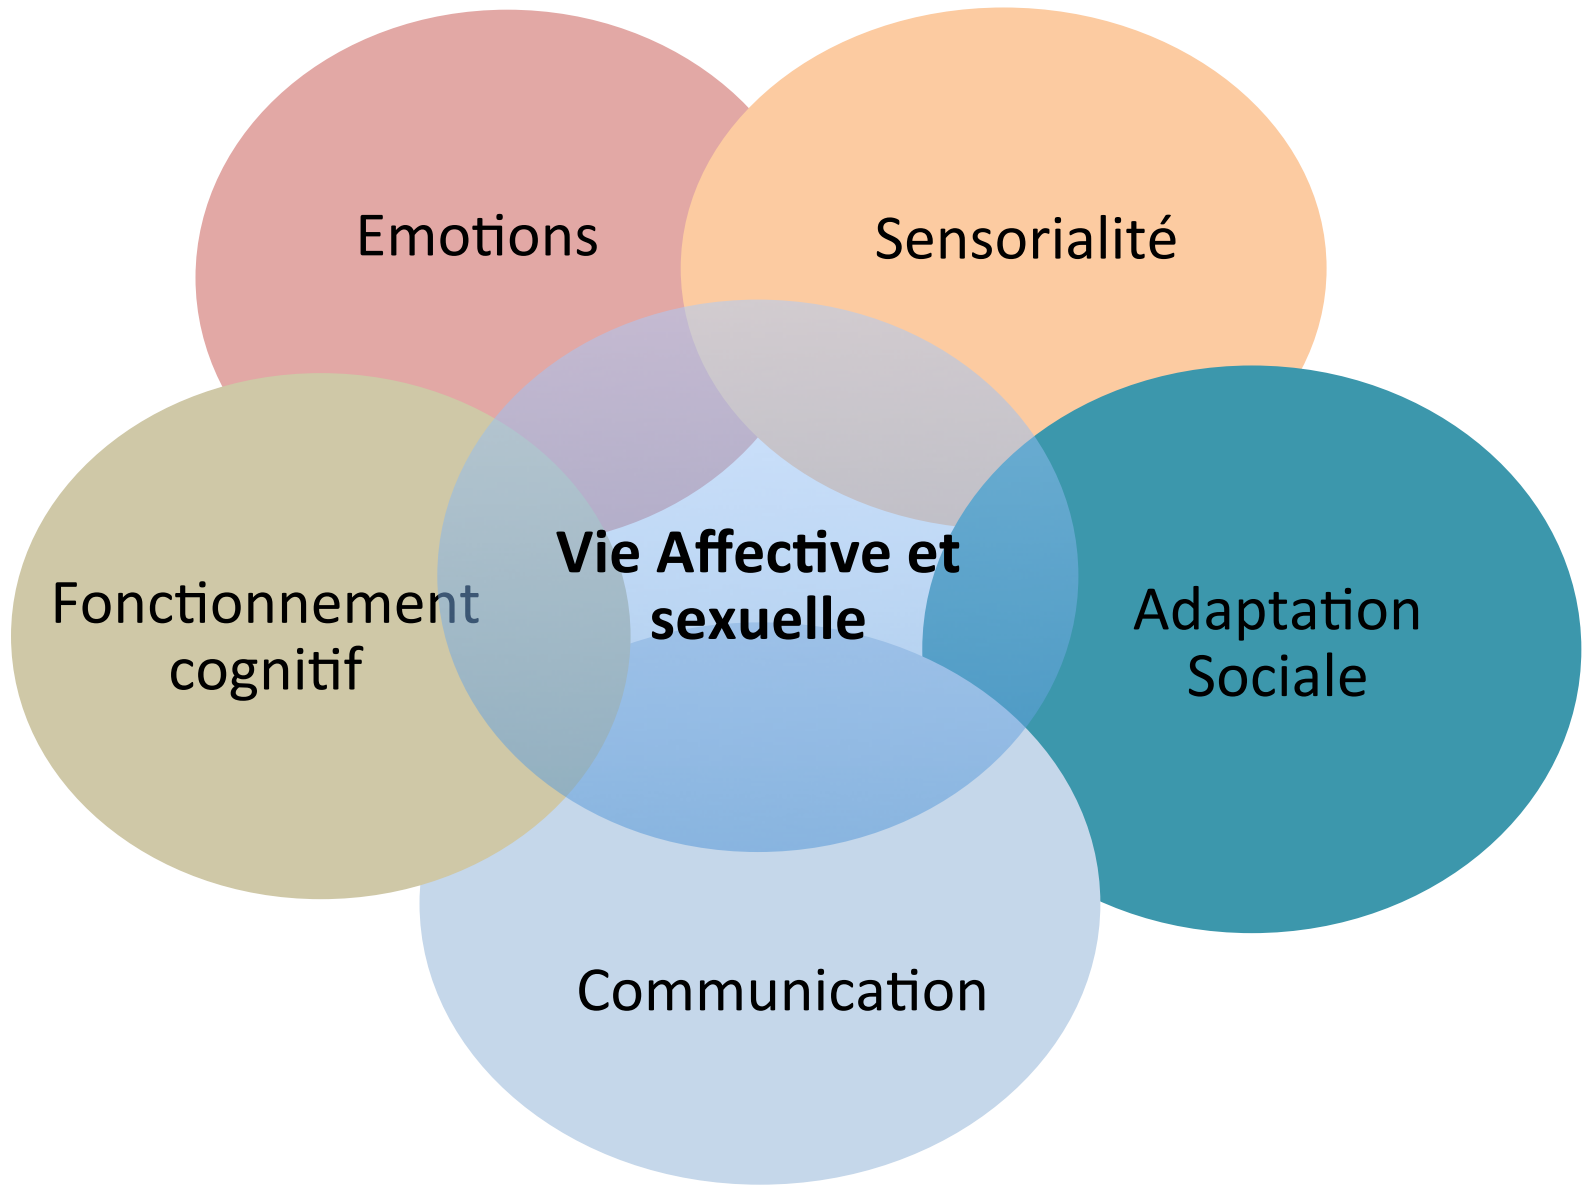 Emotions
Sensorialité
Vie Affective et
sexuelle
Fonctionnement
cognitif
Adaptation
Sociale
Communication